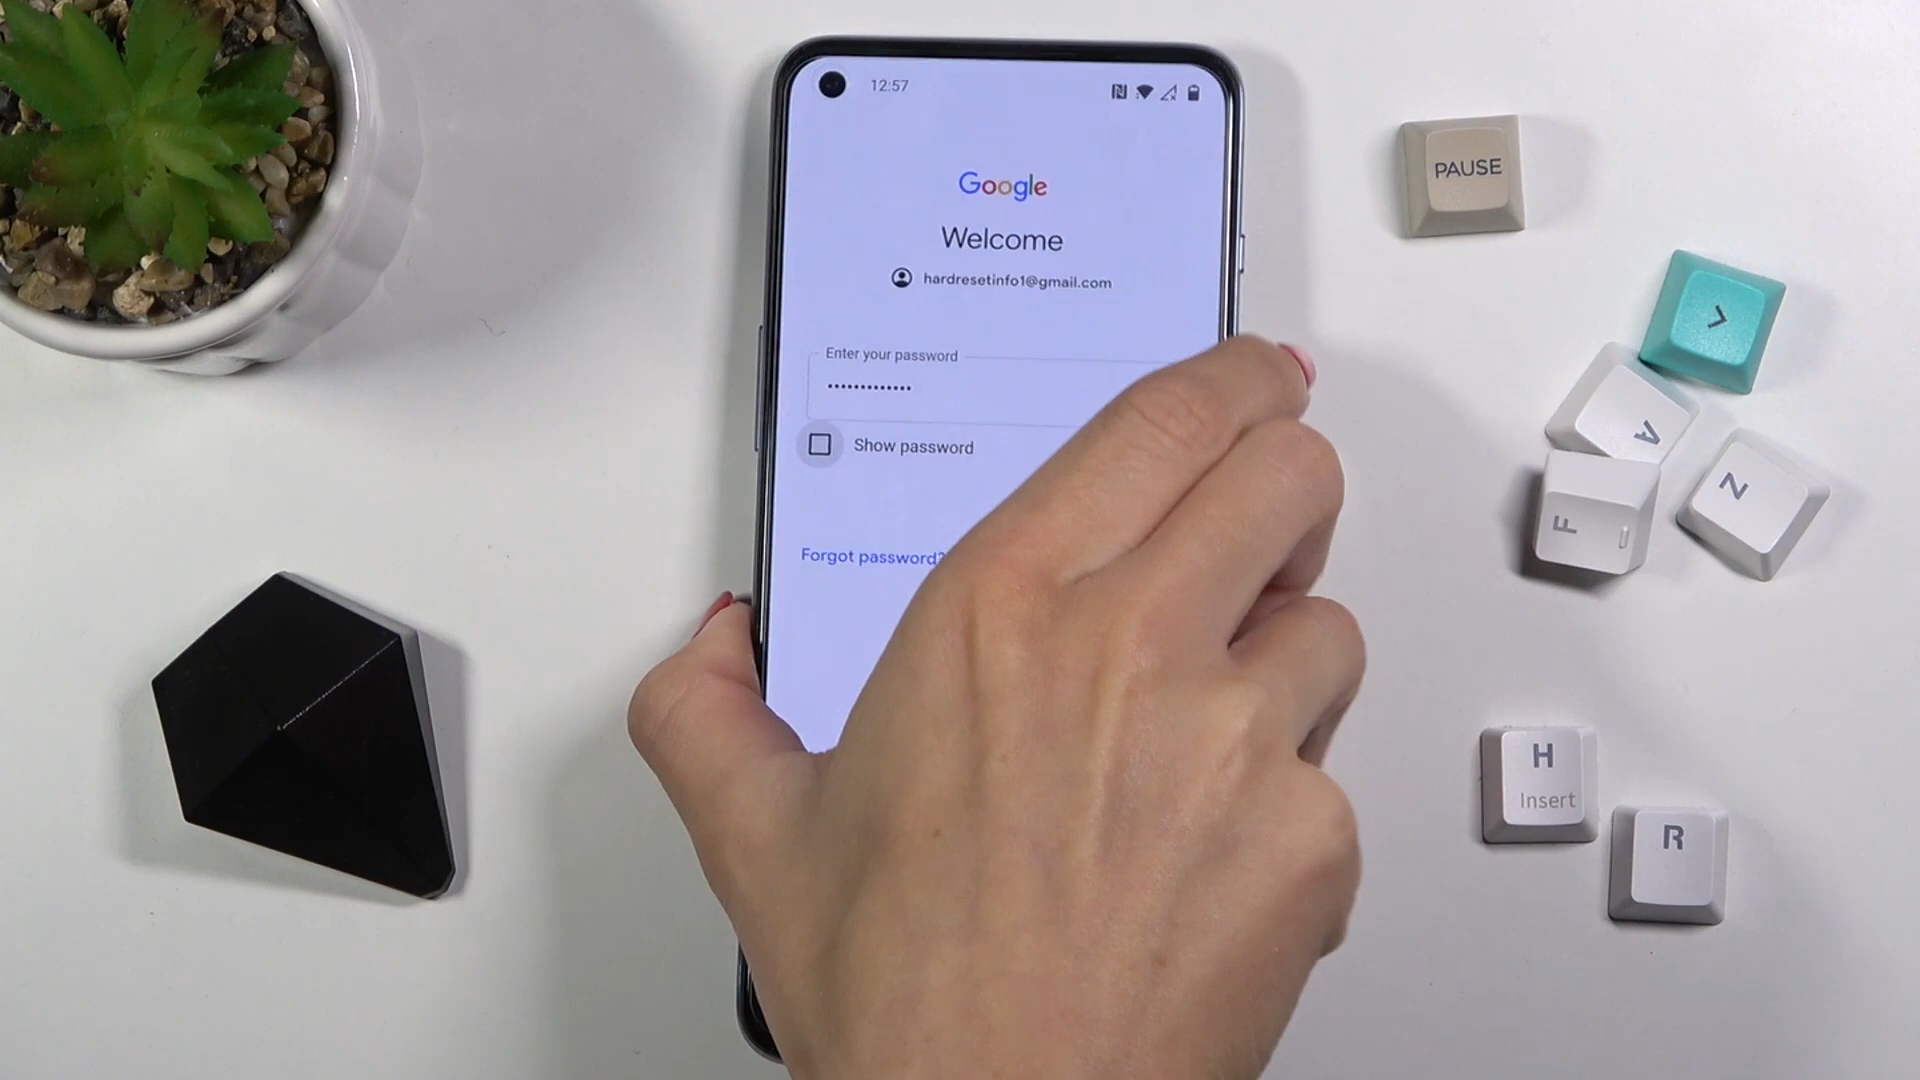 12:57
Google
Welcome
hardresetinfo1@gmail.com
Enter your password
•••••••••••••
Show password
Forgot password?
PAUSE
>
A
F
Z
H
Insert
R